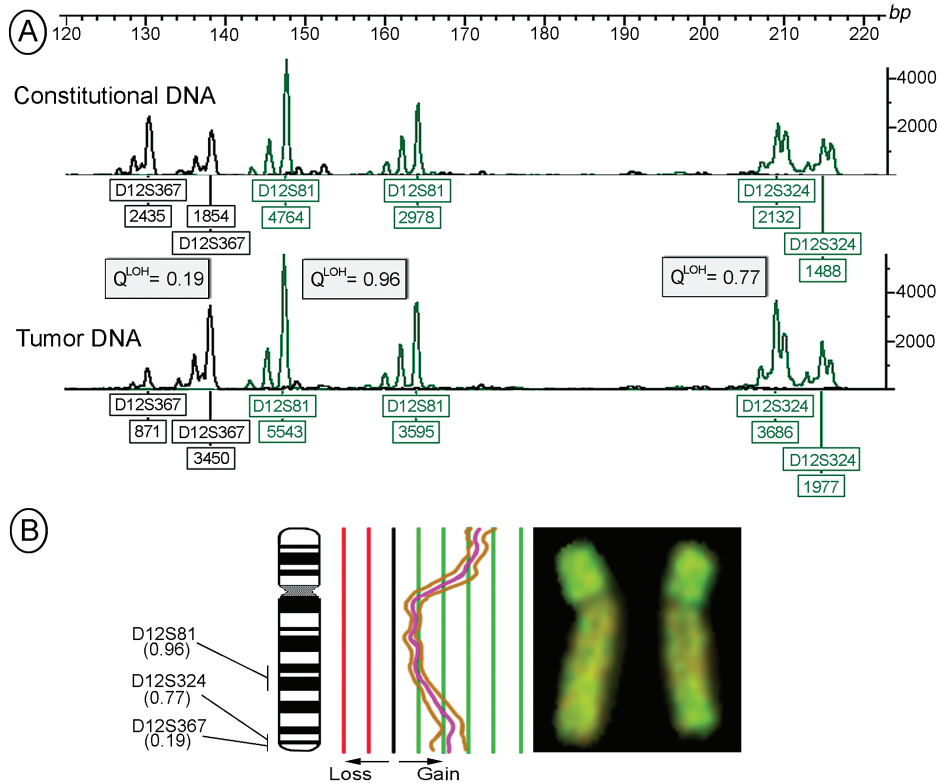 A
bp
120 130 140 150 160 170 180 190 200 210 220
Constitutional DNA
4000
2000
D12S367 D12S81 D12S81 D12S324
2435 1854 4764 2978 2132
D12S367 D12S324
1488
Q^LOH = 0.19 Q^LOH = 0.96 Q^LOH = 0.77
4000
Tumor DNA
2000
D12S367 D12S81 D12S81 D12S324
871 D12S367 5543 3595 3686
3450 D12S324
1977
B
D12S81
(0.96)
D12S324
(0.77)
D12S367
(0.19)
Loss Gain